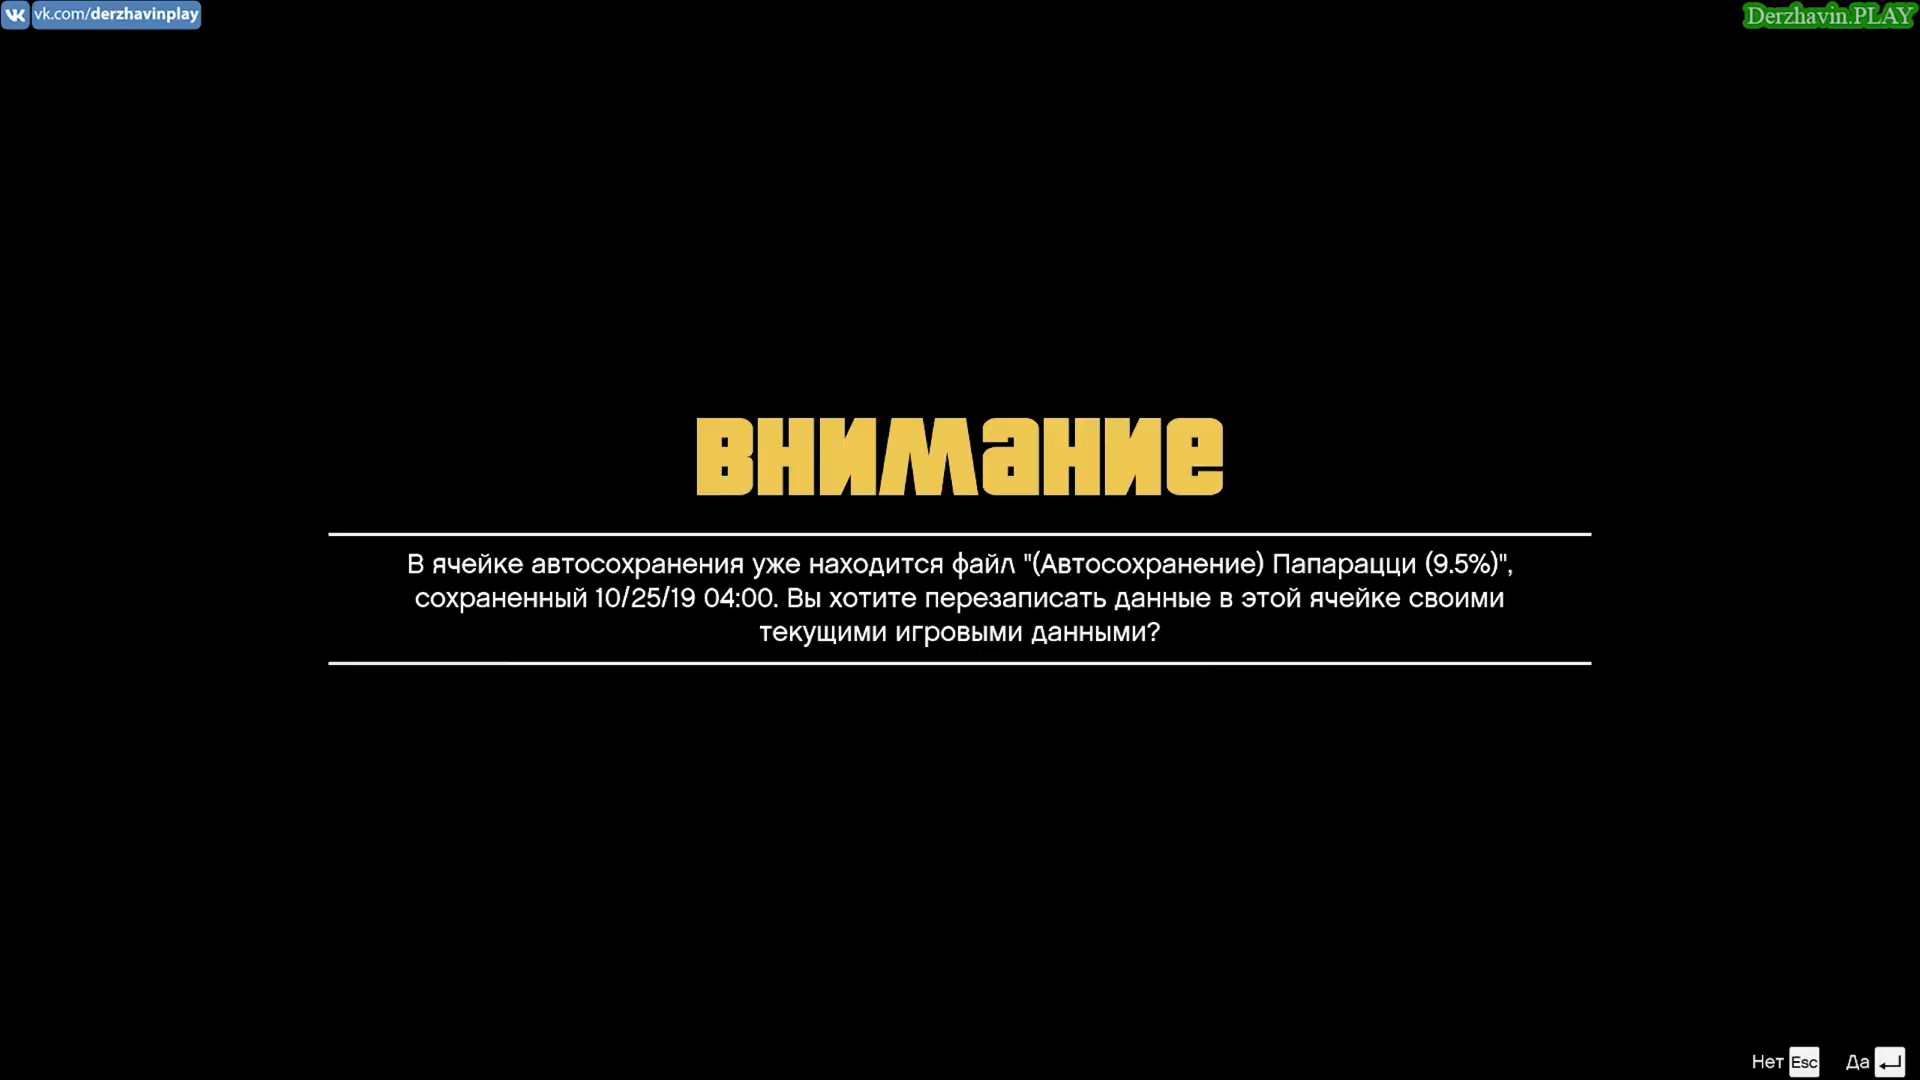 vk.com/derzhavinplay
Derzhavin.PLAY
внимание
В ячейке автосохранения уже находится файл "(Автосохранение) Папарацци (9.5%)",
сохраненный 10/25/19 04:00. Вы хотите перезаписать данные в этой ячейке своими
текущими игровыми данными?
Нет Esc Да